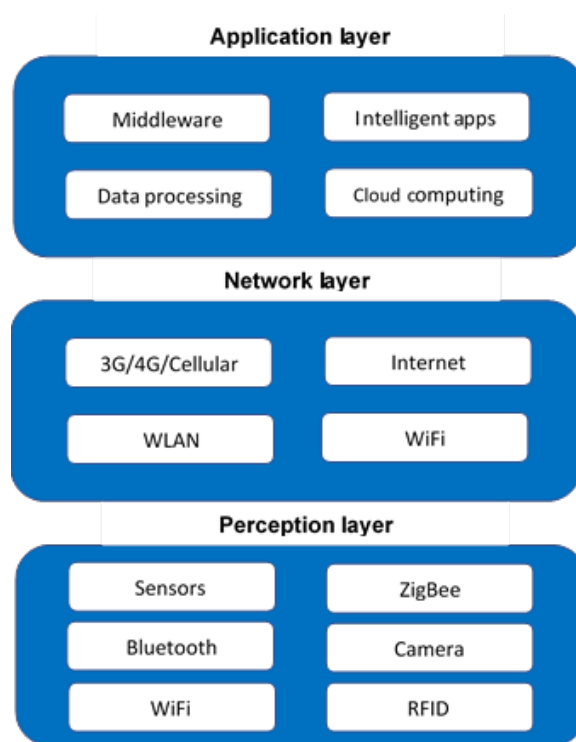 Application layer
Middleware
Intelligent apps
Data processing
Cloud computing
Network layer
3G/4G/Cellular
Internet
WLAN
WiFi
Perception layer
Sensors
ZigBee
Bluetooth
Camera
WiFi
RFID